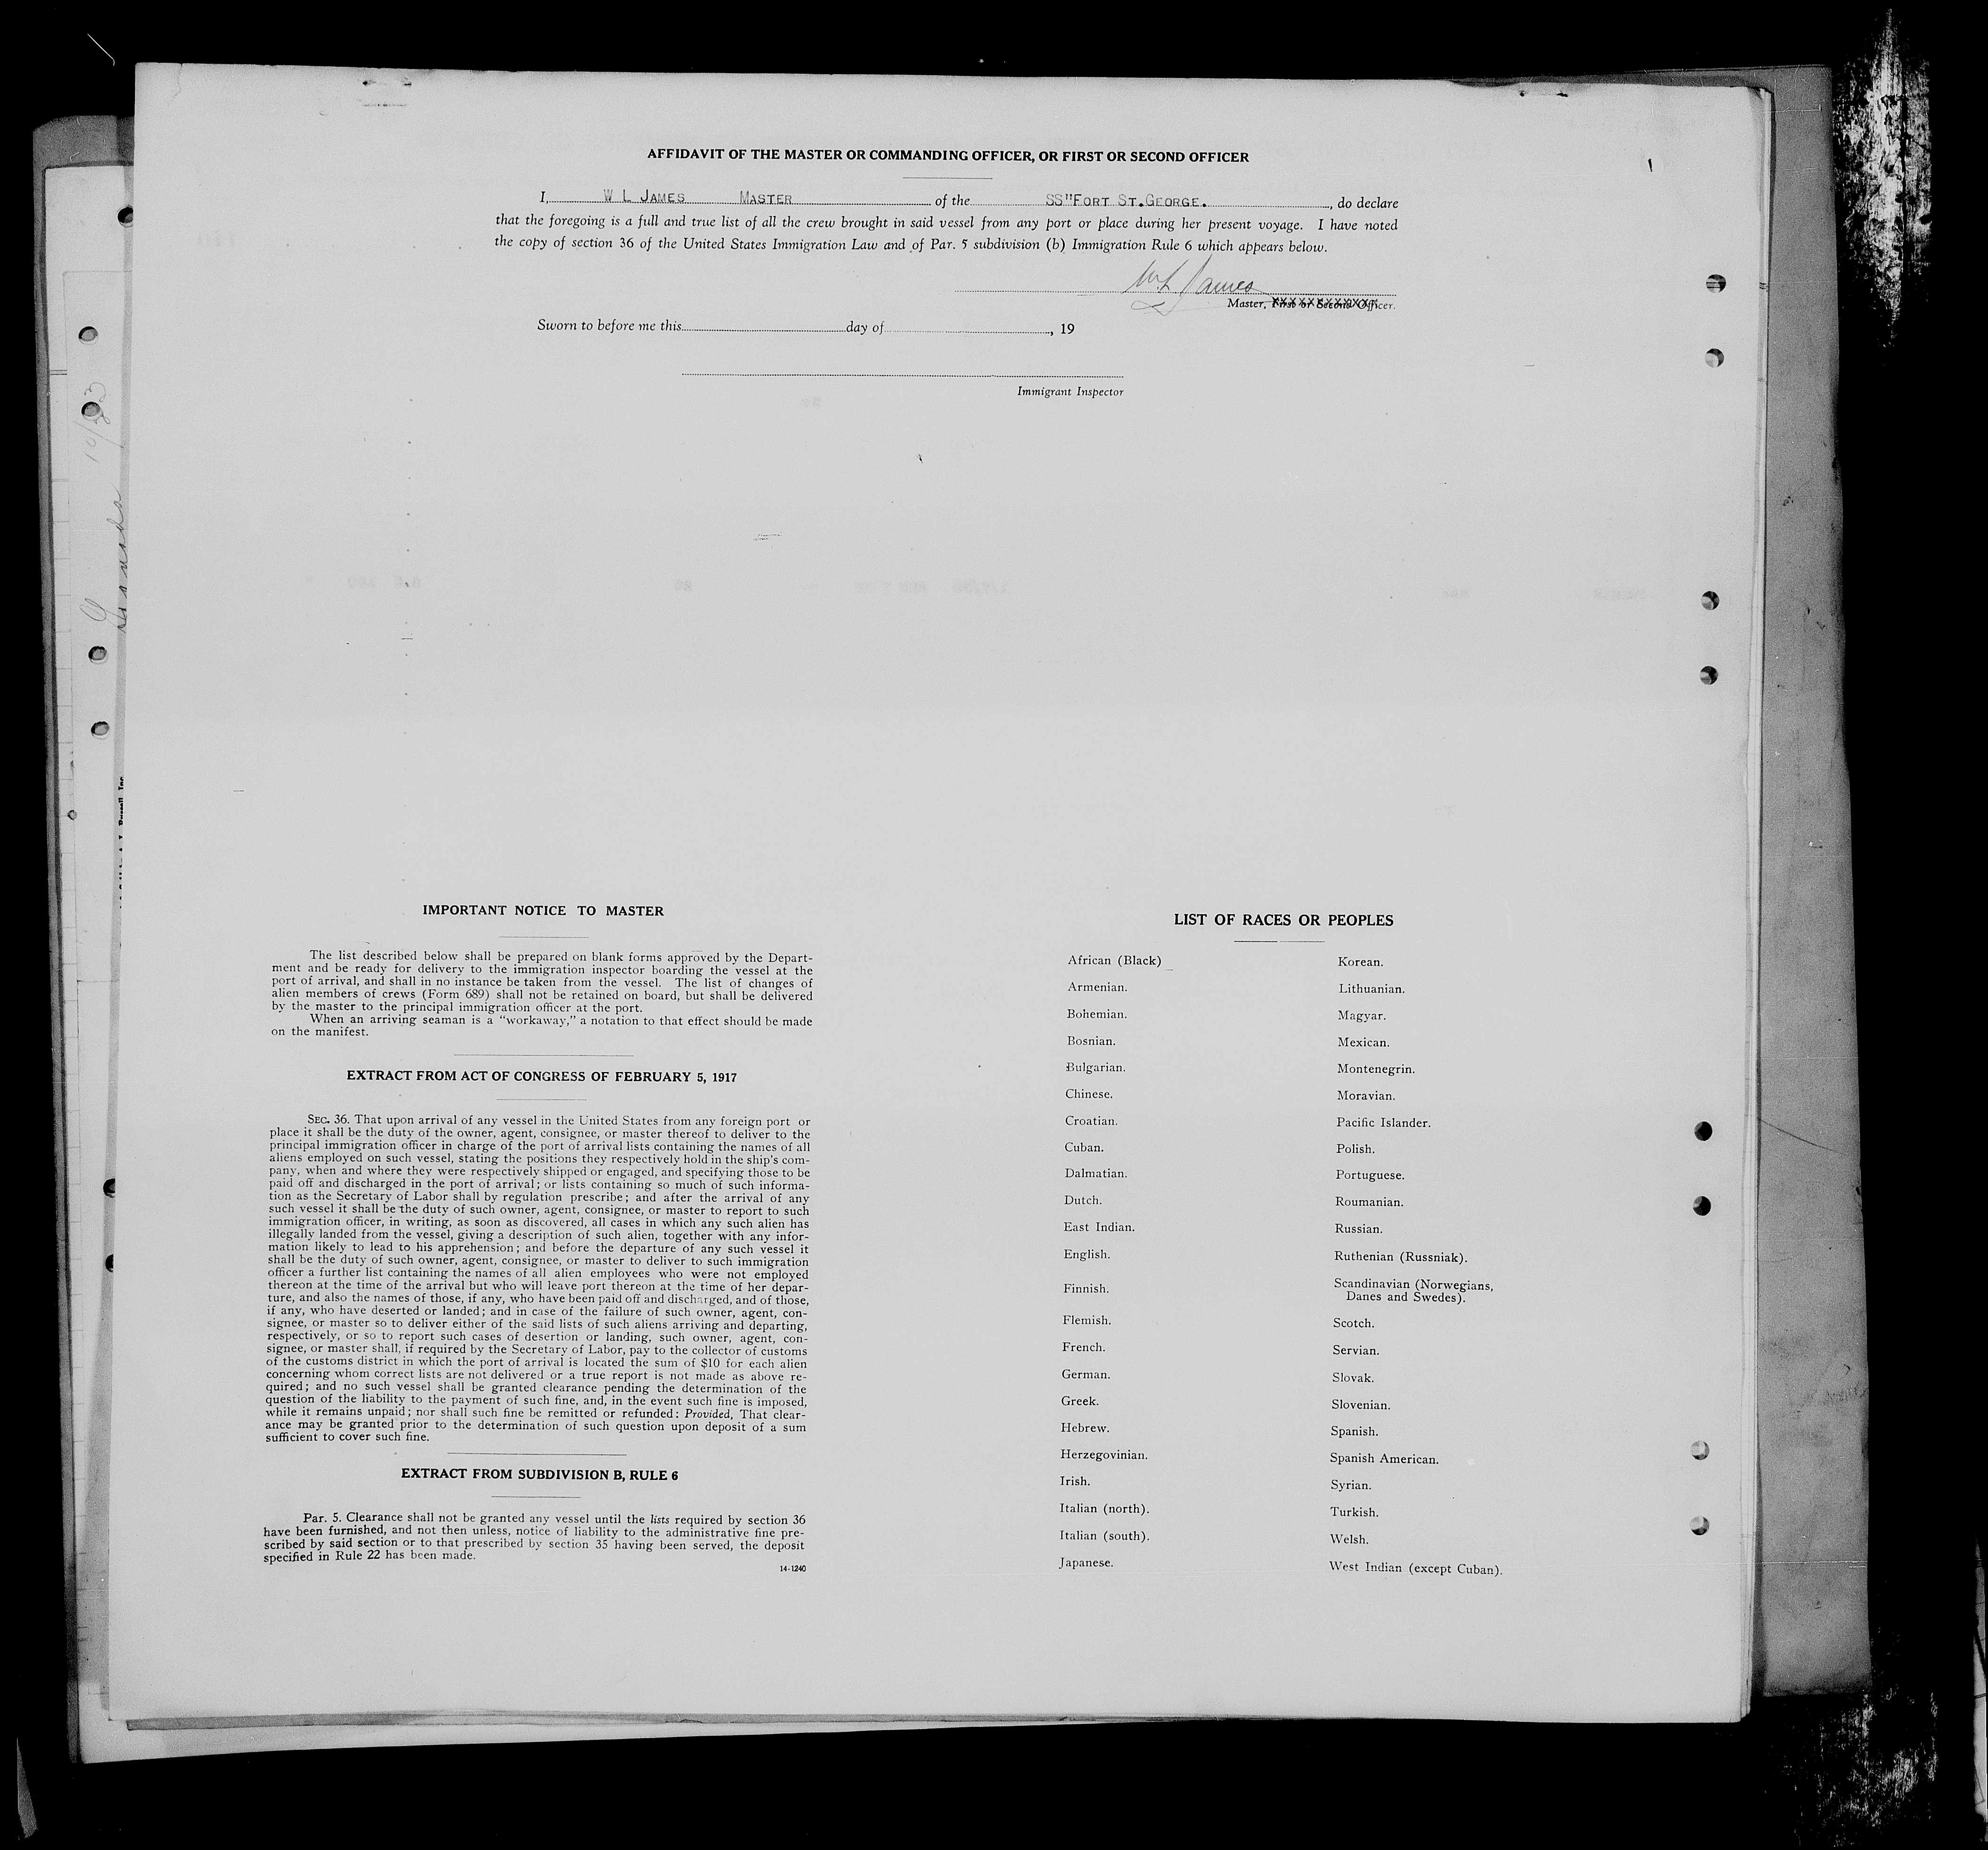 AFFIDAVIT OF THE MASTER OR COMMANDING OFFICER, OR FIRST OR SECOND OFFICER
I, W L JAMES MASTER of the SS"FORT ST.GEORGE. , do declare
that the foregoing is a full and true list of all the crew brought in said vessel from any port or place during her present voyage. I have noted
the copy of section 36 of the United States Immigration Law and of Par. 5 subdivision (b) Immigration Rule 6 which appears below.
W L James
Master, First or Second Officer.
Sworn to before me this day of , 19
Immigrant Inspector
IMPORTANT NOTICE TO MASTER
The list described below shall be prepared on blank forms approved by the Depart-
ment and be ready for delivery to the immigration inspector boarding the vessel at the
port of arrival, and shall in no instance be taken from the vessel. The list of changes of
alien members of crews (Form 689) shall not be retained on board, but shall be delivered
by the master to the principal immigration officer at the port.
When an arriving seaman is a "workaway," a notation to that effect should be made
on the manifest.
EXTRACT FROM ACT OF CONGRESS OF FEBRUARY 5, 1917
SEC. 36. That upon arrival of any vessel in the United States from any foreign port or
place it shall be the duty of the owner, agent, consignee, or master thereof to deliver to the
principal immigration officer in charge of the port of arrival lists containing the names of all
aliens employed on such vessel, stating the positions they respectively hold in the ship's com-
pany, when and where they were respectively shipped or engaged, and specifying those to be
paid off and discharged in the port of arrival; or lists containing so much of such informa-
tion as the Secretary of Labor shall by regulation prescribe; and after the arrival of any
such vessel it shall be the duty of such owner, agent, consignee, or master to report to such
immigration officer, in writing, as soon as discovered, all cases in which any such alien has
illegally landed from the vessel, giving a description of such alien, together with any infor-
mation likely to lead to his apprehension; and before the departure of any such vessel it
shall be the duty of such owner, agent, consignee, or master to deliver to such immigration
officer a further list containing the names of all alien employees who were not employed
thereon at the time of the arrival but who will leave port thereon at the time of her depar-
ture, and also the names of those, if any, who have been paid off and discharged, and of those,
if any, who have deserted or landed; and in case of the failure of such owner, agent, con-
signee, or master so to deliver either of the said lists of such aliens arriving and departing,
respectively, or so to report such cases of desertion or landing, such owner, agent, con-
signee, or master shall, if required by the Secretary of Labor, pay to the collector of customs
of the customs district in which the port of arrival is located the sum of $10 for each alien
concerning whom correct lists are not delivered or a true report is not made as above re-
quired; and no such vessel shall be granted clearance pending the determination of the
question of the liability to the payment of such fine, and, in the event such fine is imposed,
while it remains unpaid; nor shall such fine be remitted or refunded: Provided, That clear-
ance may be granted prior to the determination of such question upon deposit of a sum
sufficient to cover such fine.
EXTRACT FROM SUBDIVISION B, RULE 6
Par. 5. Clearance shall not be granted any vessel until the lists required by section 36
have been furnished, and not then unless, notice of liability to the administrative fine pre-
scribed by said section or to that prescribed by section 35 having been served, the deposit
specified in Rule 22 has been made.
14-1240
LIST OF RACES OR PEOPLES
African (Black)
Armenian.
Bohemian.
Bosnian.
Bulgarian.
Chinese.
Croatian.
Cuban.
Dalmatian.
Dutch.
East Indian.
English.
Finnish.
Flemish.
French.
German.
Greek.
Hebrew.
Herzegovinian.
Irish.
Italian (north).
Italian (south).
Japanese.
Korean.
Lithuanian.
Magyar.
Mexican.
Montenegrin.
Moravian.
Pacific Islander.
Polish.
Portuguese.
Roumanian.
Russian.
Ruthenian (Russniak).
Scandinavian (Norwegians,
Danes and Swedes).
Scotch.
Servian.
Slovak.
Slovenian.
Spanish.
Spanish American.
Syrian.
Turkish.
Welsh.
West Indian (except Cuban).